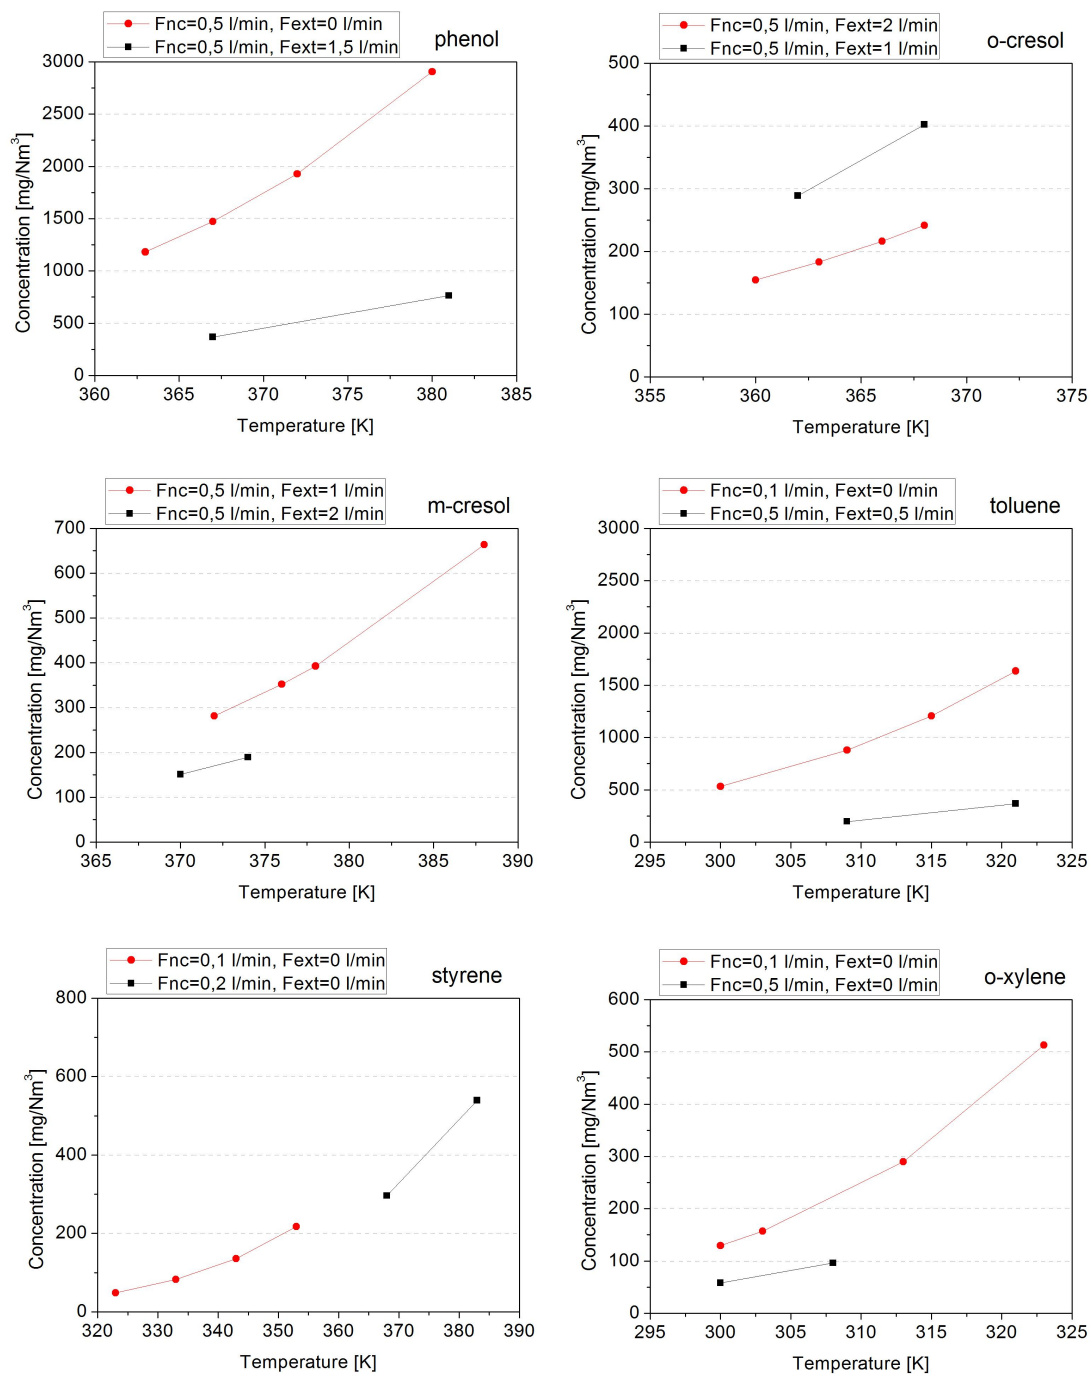 Fnc=0,5 l/min, Fext=0 l/min
Fnc=0,5 l/min, Fext=1,5 l/min
phenol
3000
2500
2000
1500
1000
500
0
Concentration [mg/Nm³]
360 365 370 375 380 385
Temperature [K]
Fnc=0,5 l/min, Fext=2 l/min
Fnc=0,5 l/min, Fext=1 l/min
o-cresol
500
400
300
200
100
0
Concentration [mg/Nm³]
355 360 365 370 375
Temperature [K]
Fnc=0,5 l/min, Fext=1 l/min
Fnc=0,5 l/min, Fext=2 l/min
m-cresol
700
600
500
400
300
200
100
0
Concentration [mg/Nm³]
365 370 375 380 385 390
Temperature [K]
Fnc=0,1 l/min, Fext=0 l/min
Fnc=0,5 l/min, Fext=0,5 l/min
toluene
3000
2500
2000
1500
1000
500
0
Concentration [mg/Nm³]
295 300 305 310 315 320 325
Temperature [K]
Fnc=0,1 l/min, Fext=0 l/min
Fnc=0,2 l/min, Fext=0 l/min
styrene
800
600
400
200
0
Concentration [mg/Nm³]
320 330 340 350 360 370 380 390
Temperature [K]
Fnc=0,1 l/min, Fext=0 l/min
Fnc=0,5 l/min, Fext=0 l/min
o-xylene
600
500
400
300
200
100
0
Concentration [mg/Nm³]
295 300 305 310 315 320 325
Temperature [K]